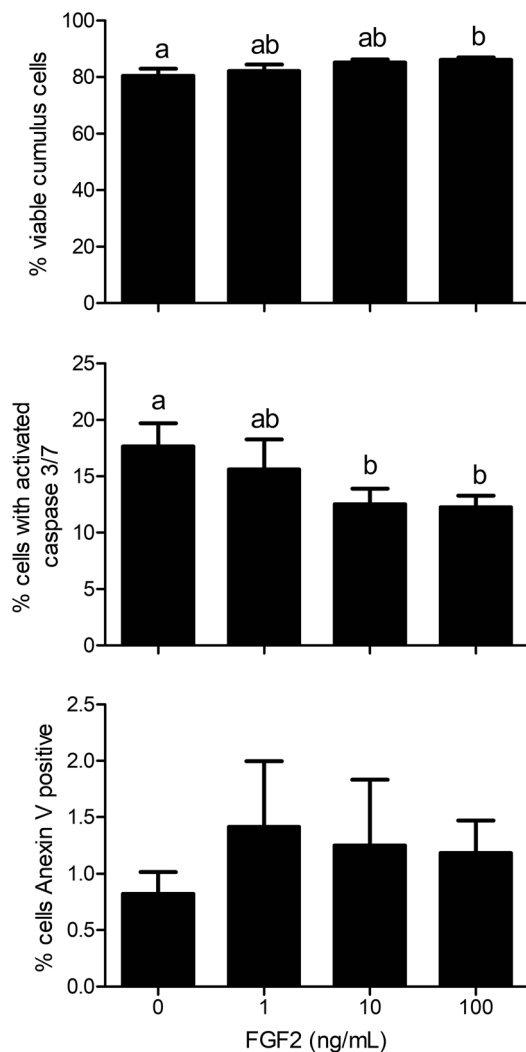 % viable cumulus cells
100
80
60
40
20
0
a
ab
ab
b
% cells with activated
caspase 3/7
25
20
15
10
5
0
a
ab
b
b
% cells Anexin V positive
2.5
2.0
1.5
1.0
0.5
0.0
0
1
10
100
FGF2 (ng/mL)